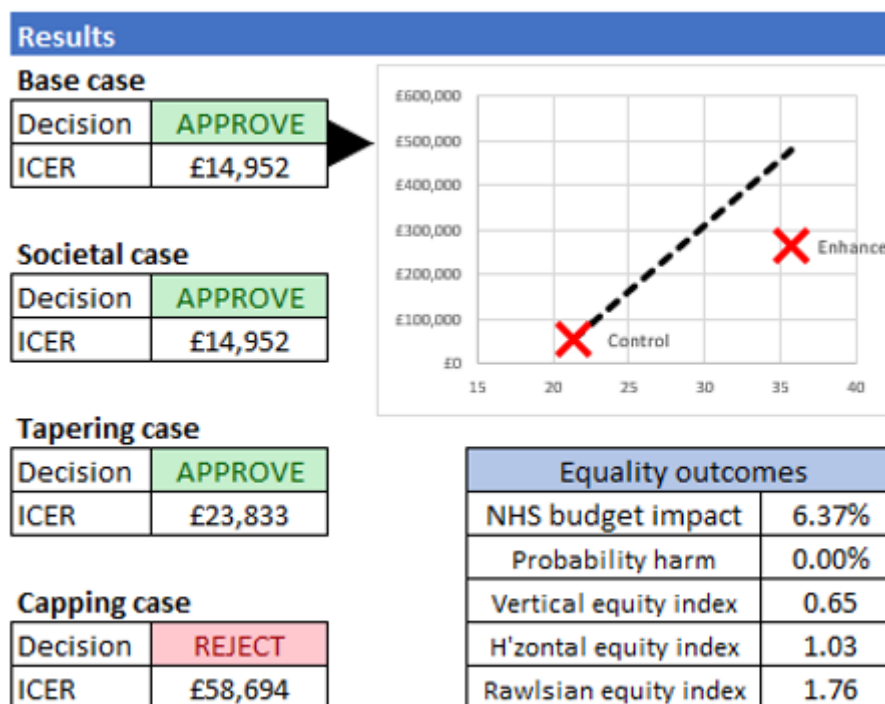 Results
Base case
Decision APPROVE
ICER £14,952
Societal case
Decision APPROVE
ICER £14,952
Tapering case
Decision APPROVE
ICER £23,833
Capping case
Decision REJECT
ICER £58,694
£600,000
£500,000
£400,000
£300,000
£200,000
£100,000
£0
15 20 25 30 35 40
Enhance
Control
Equality outcomes
NHS budget impact 6.37%
Probability harm 0.00%
Vertical equity index 0.65
H'zontal equity index 1.03
Rawlsian equity index 1.76